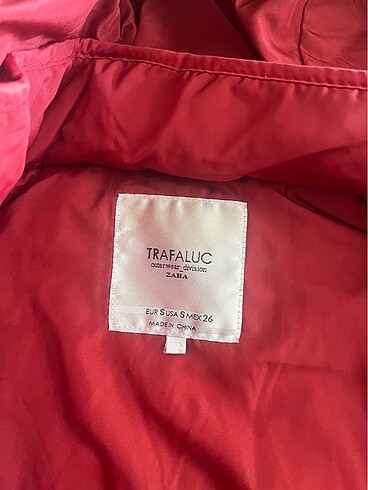 TRAFALUC
outerwear_division
ZARA
EUR S USA S MEX 26
MADE IN CHINA